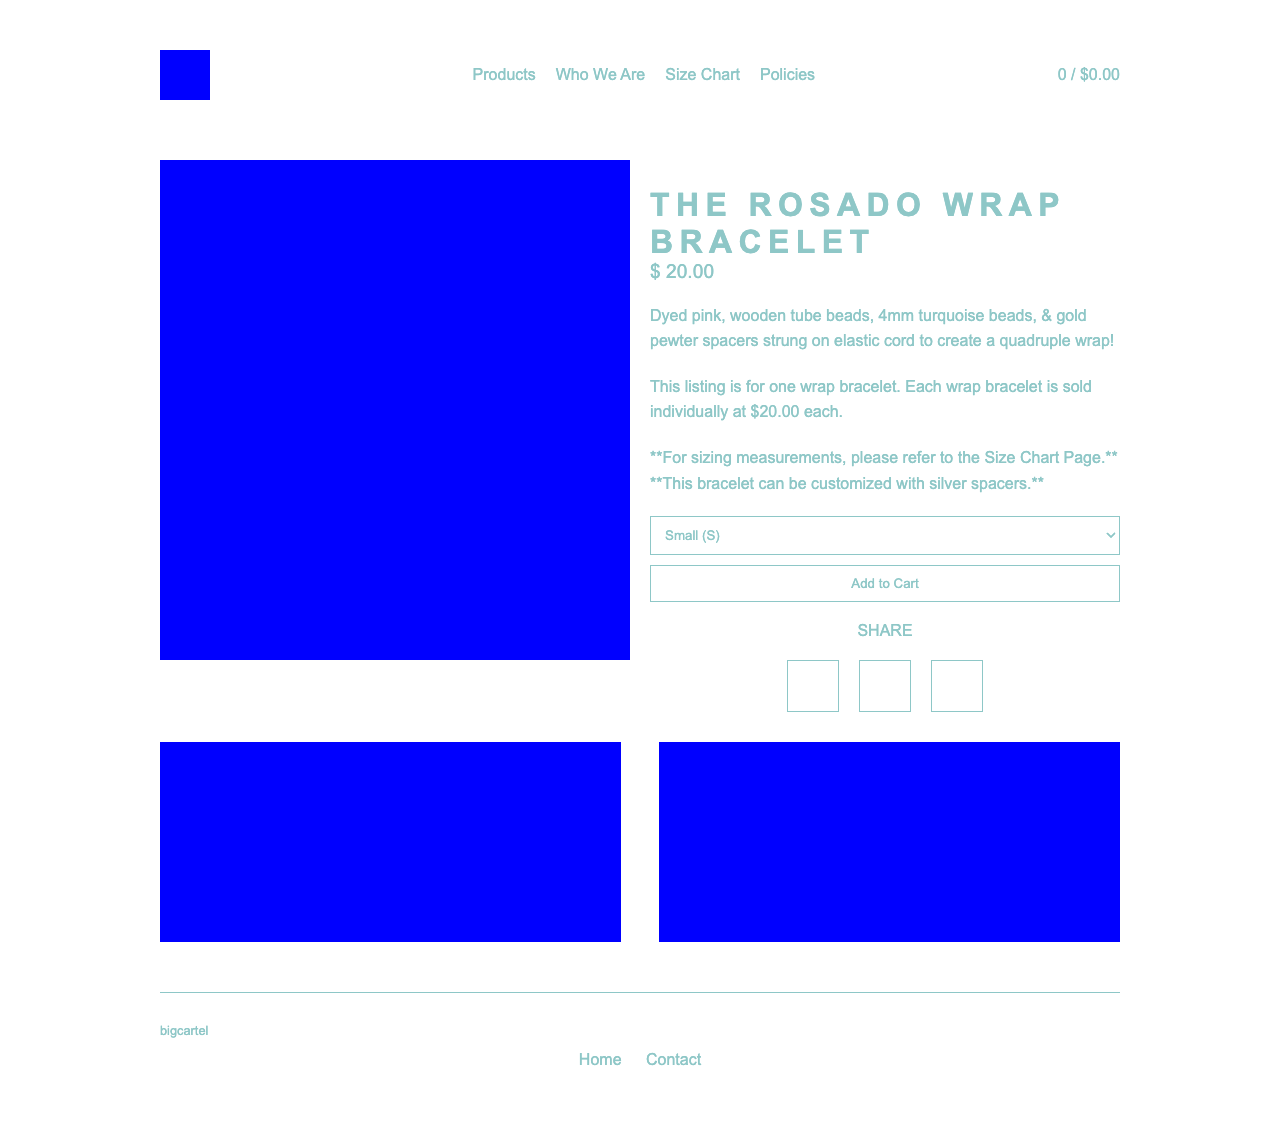 Products Who We Are Size Chart Policies 0 / $0.00
THE ROSADO WRAP
BRACELET
$ 20.00
Dyed pink, wooden tube beads, 4mm turquoise beads, & gold
pewter spacers strung on elastic cord to create a quadruple wrap!
This listing is for one wrap bracelet. Each wrap bracelet is sold
individually at $20.00 each.
**For sizing measurements, please refer to the Size Chart Page.**
**This bracelet can be customized with silver spacers.**
Small (S)
Add to Cart
SHARE
bigcartel
Home Contact